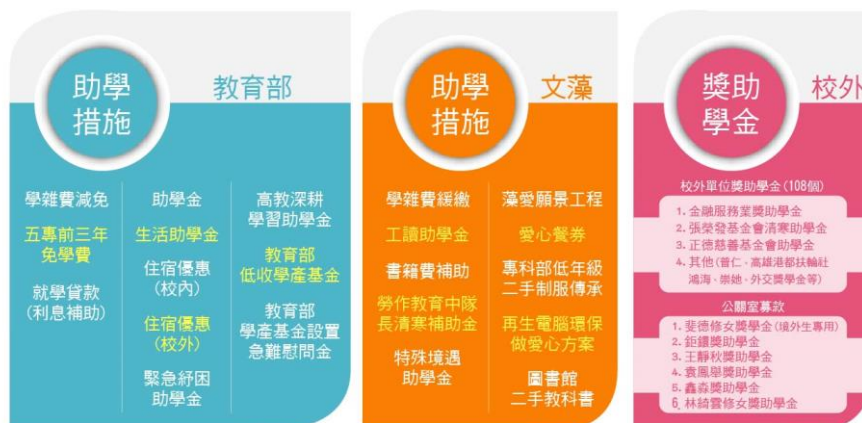 助學
措施
教育部
學雜費減免
五專前三年
免學費
就學貸款
(利息補助)
助學金
生活助學金
住宿優惠
(校內)
住宿優惠
(校外)
緊急紓困
助學金
高教深耕
學習助學金
教育部
低收學產基金
教育部
學產基金設置
急難慰問金
助學
措施
文藻
學雜費緩繳
工讀助學金
書籍費補助
勞作教育中隊
長清寒補助金
特殊境遇
助學金
藻愛願景工程
愛心餐券
專科部低年級
二手制服傳承
再生電腦環保
做愛心方案
圖書館
二手教科書
獎助
學金
校外
校外單位獎助學金(108個)
1.金融服務業獎助學金
2.張榮發基金會清寒助學金
3.正德慈善基金會助學金
4.其他(普仁、高雄港都扶輪社
鴻海、崇她、外交獎學金等)
公關室募款
1.斐德修女獎學金(境外生專用)
2.鉅鐶獎助學金
3.王靜秋獎助學金
4.袁鳳舉獎助學金
5.鑫淼獎助學金
6.林綺雲修女獎助學金